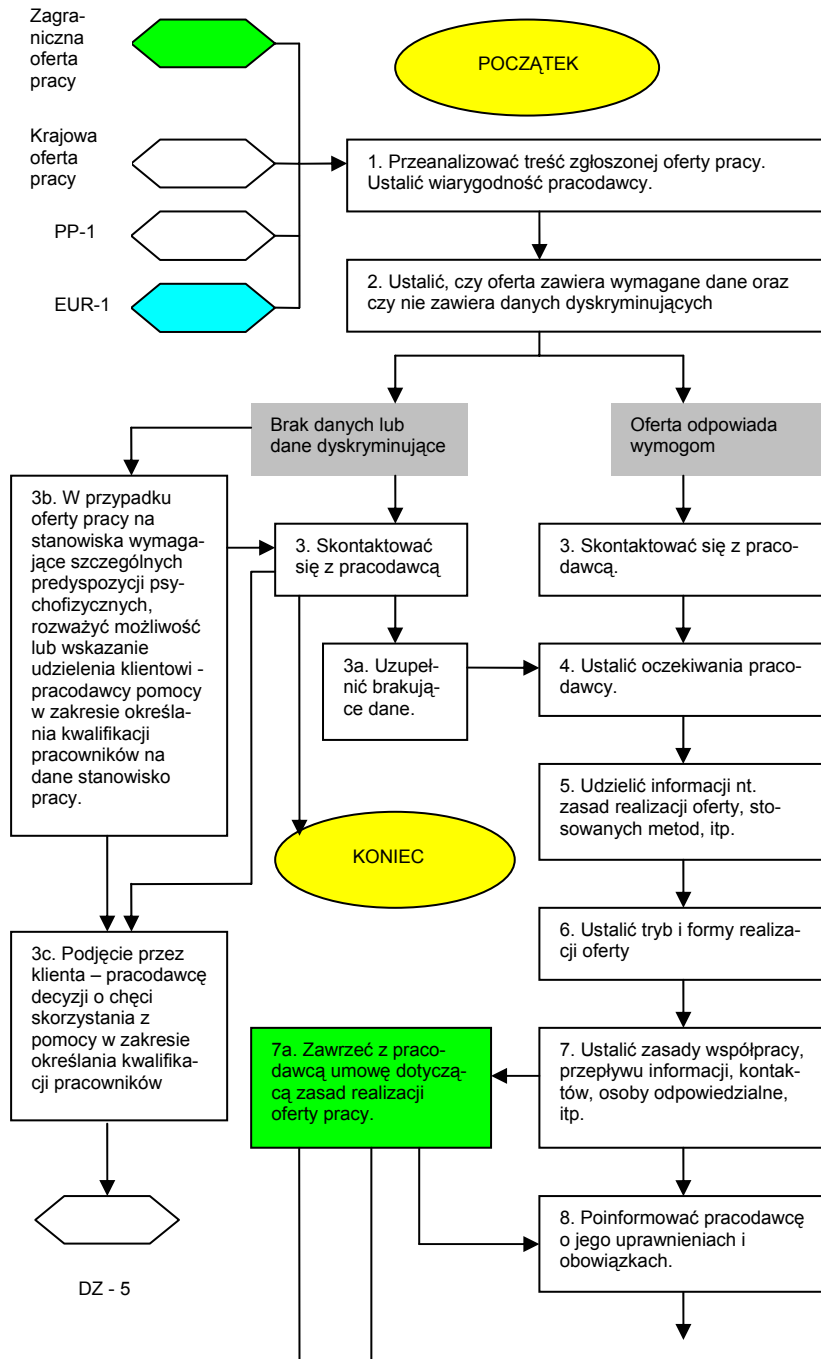 Zagra-
niczna
oferta
pracy
POCZĄTEK
Krajowa
oferta
pracy
1. Przeanalizować treść zgłoszonej oferty pracy.
Ustalić wiarygodność pracodawcy.
PP-1
2. Ustalić, czy oferta zawiera wymagane dane oraz
czy nie zawiera danych dyskryminujących
EUR-1
Brak danych lub
dane dyskryminujące
Oferta odpowiada
wymogom
3b. W przypadku
oferty pracy na
stanowiska wymaga-
jące szczególnych
predyspozycji psy-
chofizycznych,
rozważyć możliwość
lub wskazanie
udzielenia klientowi -
pracodawcy pomocy
w zakresie określa-
nia kwalifikacji
pracowników na
dane stanowisko
pracy.
3. Skontaktować
się z pracodawcą
3. Skontaktować się z praco-
dawcą.
3a. Uzupeł-
nić brakują-
ce dane.
4. Ustalić oczekiwania praco-
dawcy.
5. Udzielić informacji nt.
zasad realizacji oferty, sto-
sowanych metod, itp.
KONIEC
6. Ustalić tryb i formy realiza-
cji oferty
3c. Podjęcie przez
klienta – pracodawcę
decyzji o chęci
skorzystania z
pomocy w zakresie
określania kwalifika-
cji pracowników
7a. Zawrzeć z praco-
dawcą umowę dotyczą-
cą zasad realizacji
oferty pracy.
7. Ustalić zasady współpracy,
przepływu informacji, kontak-
tów, osoby odpowiedzialne,
itp.
8. Poinformować pracodawcę
o jego uprawnieniach i
obowiązkach.
DZ - 5